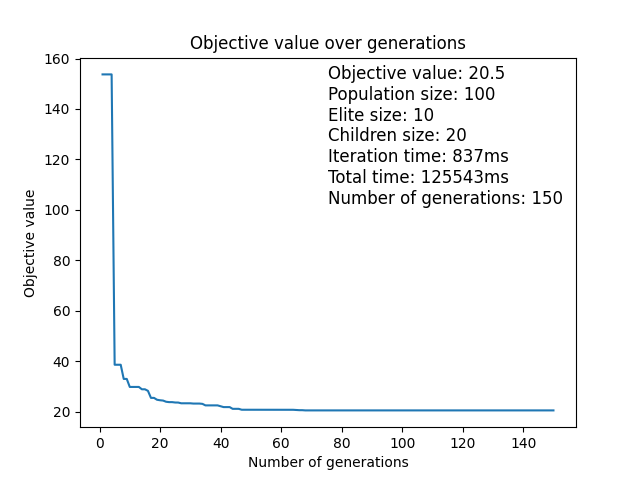 Objective value over generations
Objective value: 20.5
Population size: 100
Elite size: 10
Children size: 20
Iteration time: 837ms
Total time: 125543ms
Number of generations: 150
Objective value
160
140
120
100
80
60
40
20
0 20 40 60 80 100 120 140
Number of generations